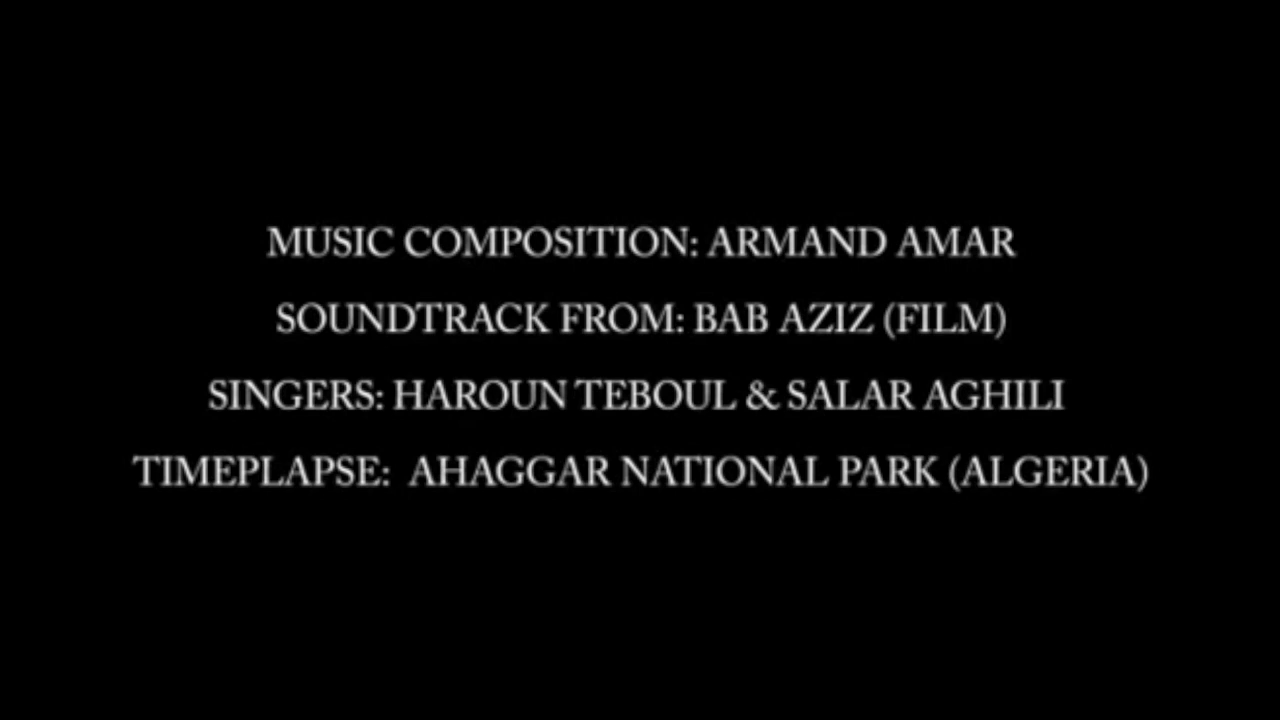 MUSIC COMPOSITION: ARMAND AMAR
SOUNDTRACK FROM: BAB AZIZ (FILM)
SINGERS: HAROUN TEBOUL & SALAR AGHILI
TIMEPLAPSE:  AHAGGAR NATIONAL PARK (ALGERIA)